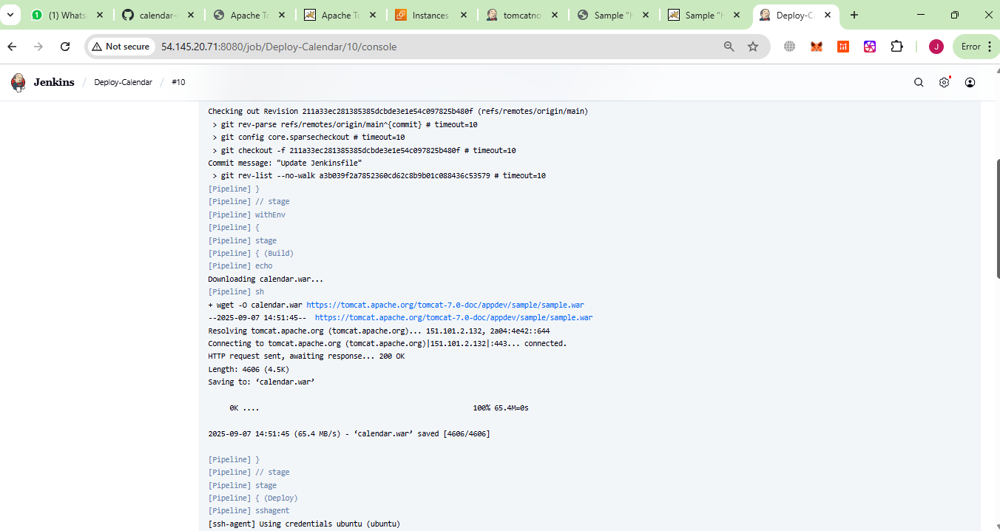 (1) Whats
calendar-
Apache To
Apache To
Instances
tomcatno
Sample "H
Sample "H
Deploy-Ca
Not secure
54.145.20.71:8080/job/Deploy-Calendar/10/console
J
Error
Jenkins / Deploy-Calendar / #10
Checking out Revision 211a33ec281385385dcbde3e1e54c097825b480f (refs/remotes/origin/main)
> git rev-parse refs/remotes/origin/main^{commit} # timeout=10
> git config core.sparsecheckout # timeout=10
> git checkout -f 211a33ec281385385dcbde3e1e54c097825b480f # timeout=10
Commit message: "Update Jenkinsfile"
> git rev-list --no-walk a3b039f2a7852360cd62c8b9b01c088436c53579 # timeout=10
[Pipeline] }
[Pipeline] // stage
[Pipeline] withEnv
[Pipeline] {
[Pipeline] stage
[Pipeline] { (Build)
[Pipeline] echo
Downloading calendar.war...
[Pipeline] sh
+ wget -O calendar.war https://tomcat.apache.org/tomcat-7.0-doc/appdev/sample/sample.war
--2025-09-07 14:51:45--  https://tomcat.apache.org/tomcat-7.0-doc/appdev/sample/sample.war
Resolving tomcat.apache.org (tomcat.apache.org)... 151.101.2.132, 2a04:4e42::644
Connecting to tomcat.apache.org (tomcat.apache.org)|151.101.2.132|:443... connected.
HTTP request sent, awaiting response... 200 OK
Length: 4606 (4.5K)
Saving to: ‘calendar.war’
0K .... 100% 65.4M=0s
2025-09-07 14:51:45 (65.4 MB/s) - ‘calendar.war’ saved [4606/4606]
[Pipeline] }
[Pipeline] // stage
[Pipeline] stage
[Pipeline] { (Deploy)
[Pipeline] sshagent
[ssh-agent] Using credentials ubuntu (ubuntu)